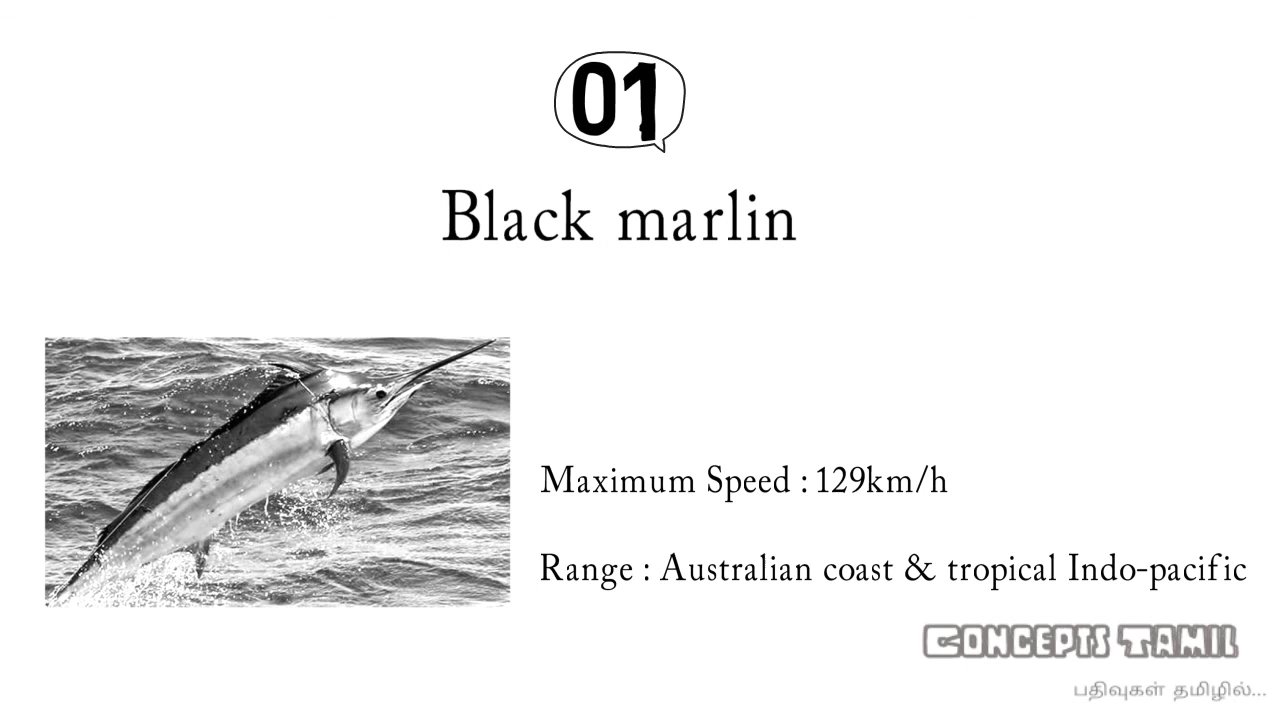 01
Black marlin
Maximum Speed : 129km/h
Range : Australian coast & tropical Indo-pacific
CONCEPTS TAMIL
பதிவுகள் தமிழில்...